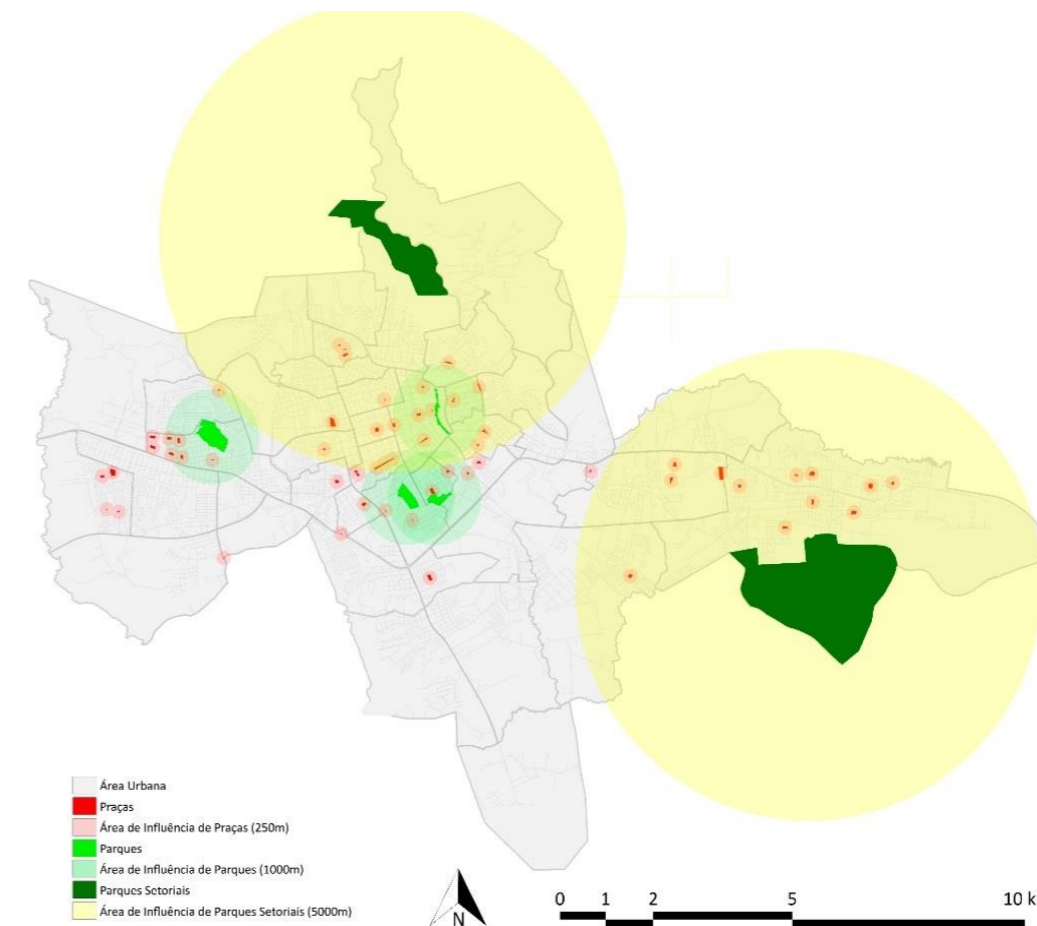 Área Urbana
Praças
Área de Influência de Praças (250m)
Parques
Área de Influência de Parques (1000m)
Parques Setoriais
Área de Influência de Parques Setoriais (5000m)
N
0 1 2 5 10 k